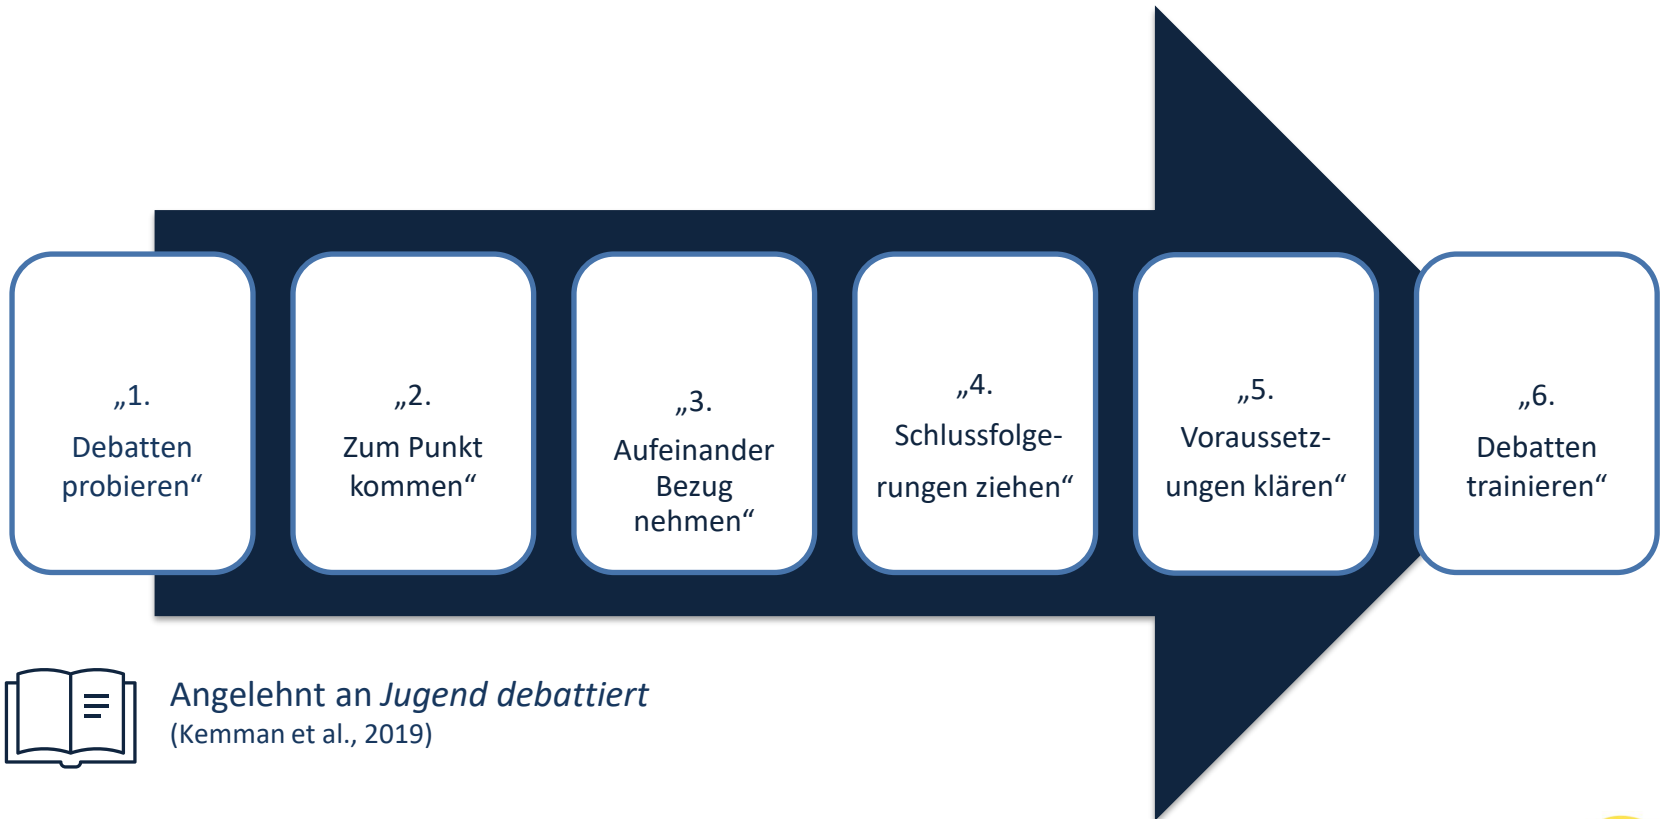 „1.
Debatten
probieren“
„2.
Zum Punkt
kommen“
„3.
Aufeinander
Bezug
nehmen“
„4.
Schlussfolge-
rungen ziehen“
„5.
Voraussetz-
ungen klären“
„6.
Debatten
trainieren“
Angelehnt an Jugend debattiert
(Kemman et al., 2019)